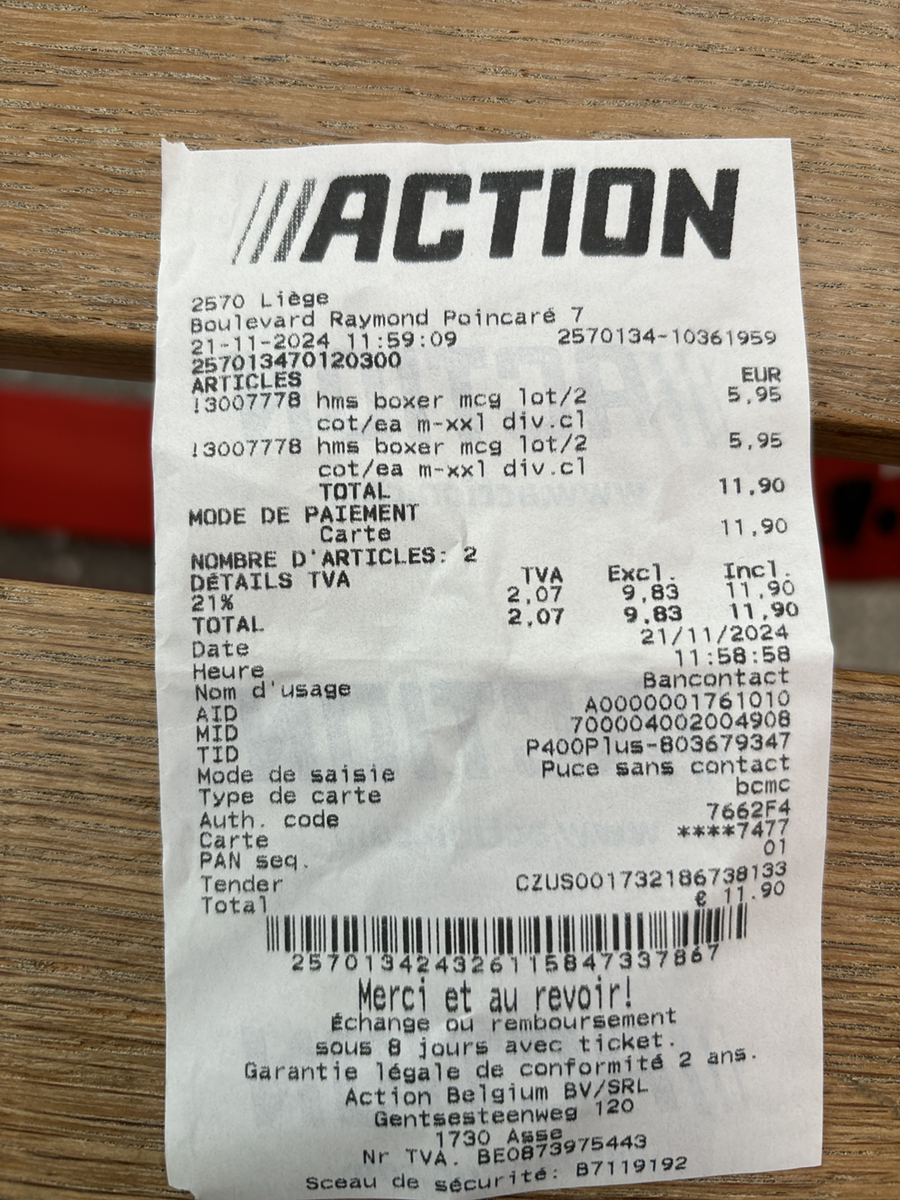 ACTION
2570 Liège
Boulevard Raymond Poincaré 7
21-11-2024 11:59:09 2570134-10361959
257013470120300
ARTICLES EUR
!3007778 hms boxer mcg lot/2 5,95
cot/ea m-xxl div.cl
!3007778 hms boxer mcg lot/2 5,95
cot/ea m-xxl div.cl
TOTAL 11,90
MODE DE PAIEMENT
Carte 11,90
NOMBRE D'ARTICLES: 2
DÉTAILS TVA TVA Excl. Incl.
21% 2,07 9,83 11,90
TOTAL 2,07 9,83 11,90
Date 21/11/2024
Heure 11:58:58
Nom d'usage Bancontact
AID A0000001761010
MID 700004002004908
TID P400Plus-803679347
Mode de saisie Puce sans contact
Type de carte bcmc
Auth. code 7662F4
Carte ****7477
PAN seq. 01
Tender CZUS001732186738133
Total € 11.90
257013424326115847337867
Merci et au revoir!
Échange ou remboursement
sous 8 jours avec ticket.
Garantie légale de conformité 2 ans.
Action Belgium BV/SRL
Gentsesteenweg 120
1730 Asse
Nr TVA. BE0873975443
Sceau de sécurité: B7119192